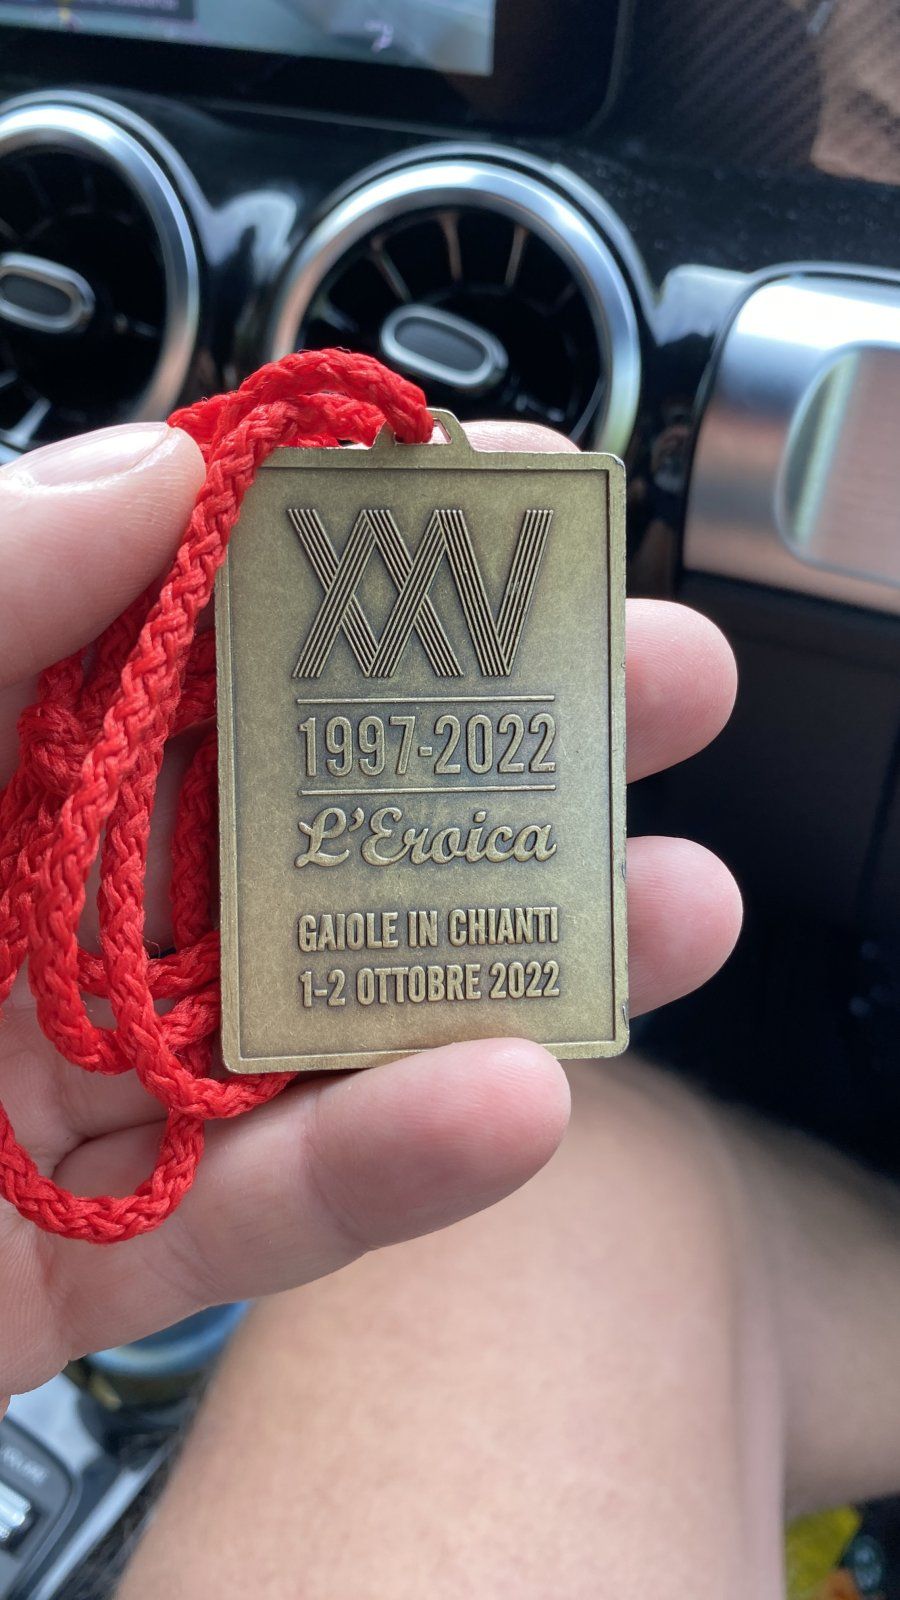 XXV
1997-2022
L'Eroica
GAIOLE IN CHIANTI
1-2 OTTOBRE 2022